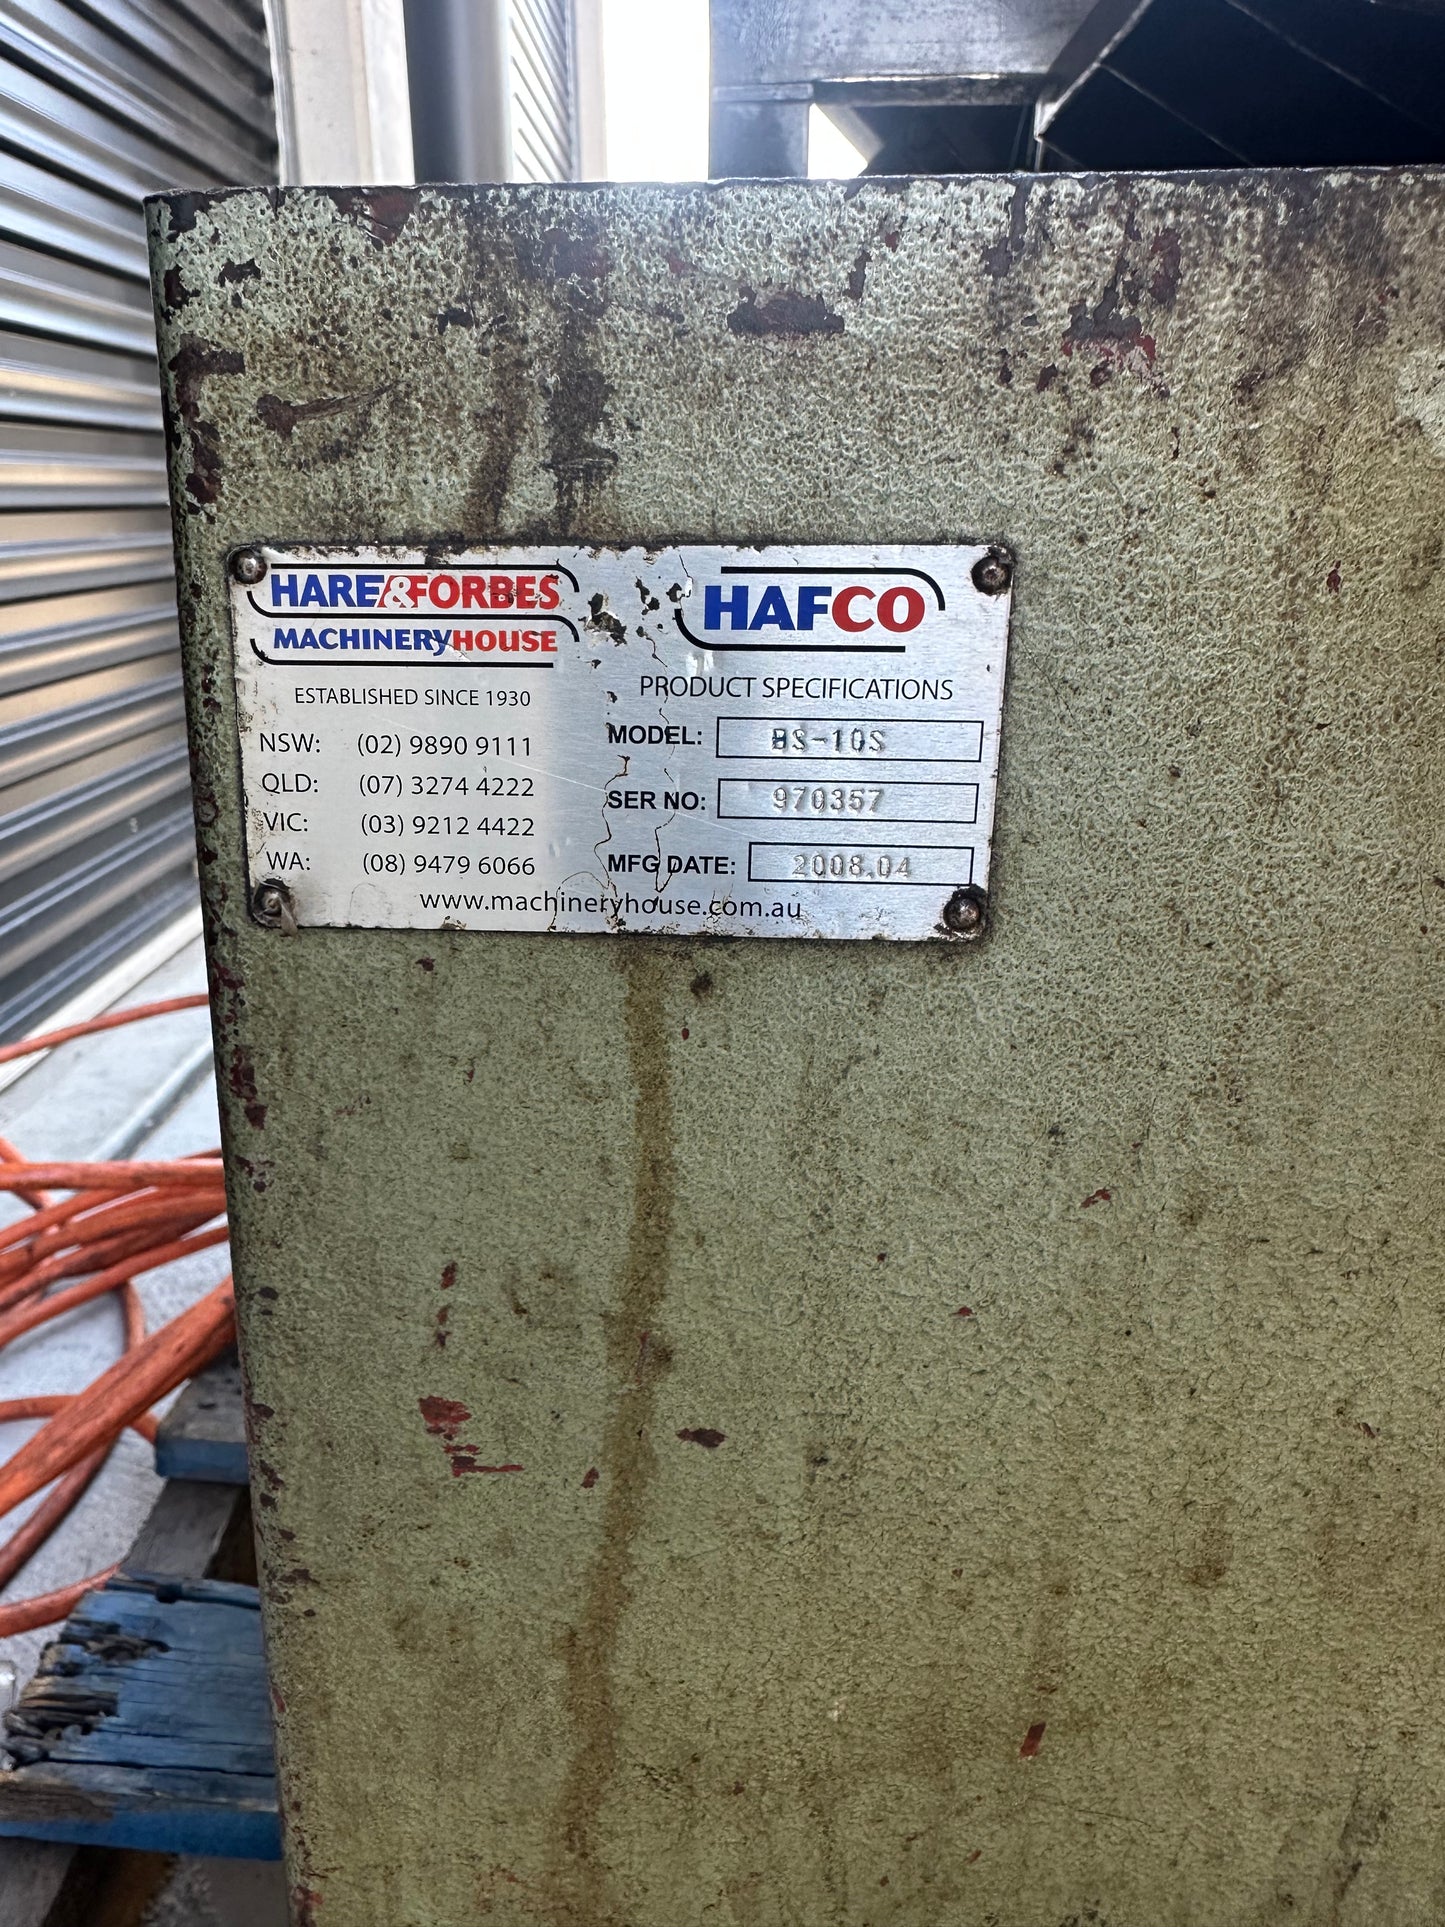 HARE&FORBES
MACHINERYHOUSE
ESTABLISHED SINCE 1930
NSW: (02) 9890 9111
QLD: (07) 3274 4222
VIC: (03) 9212 4422
WA: (08) 9479 6066
www.machineryhouse.com.au
HAFCO
PRODUCT SPECIFICATIONS
MODEL: BS-10S
SER NO: 970357
MFG DATE: 2008.04